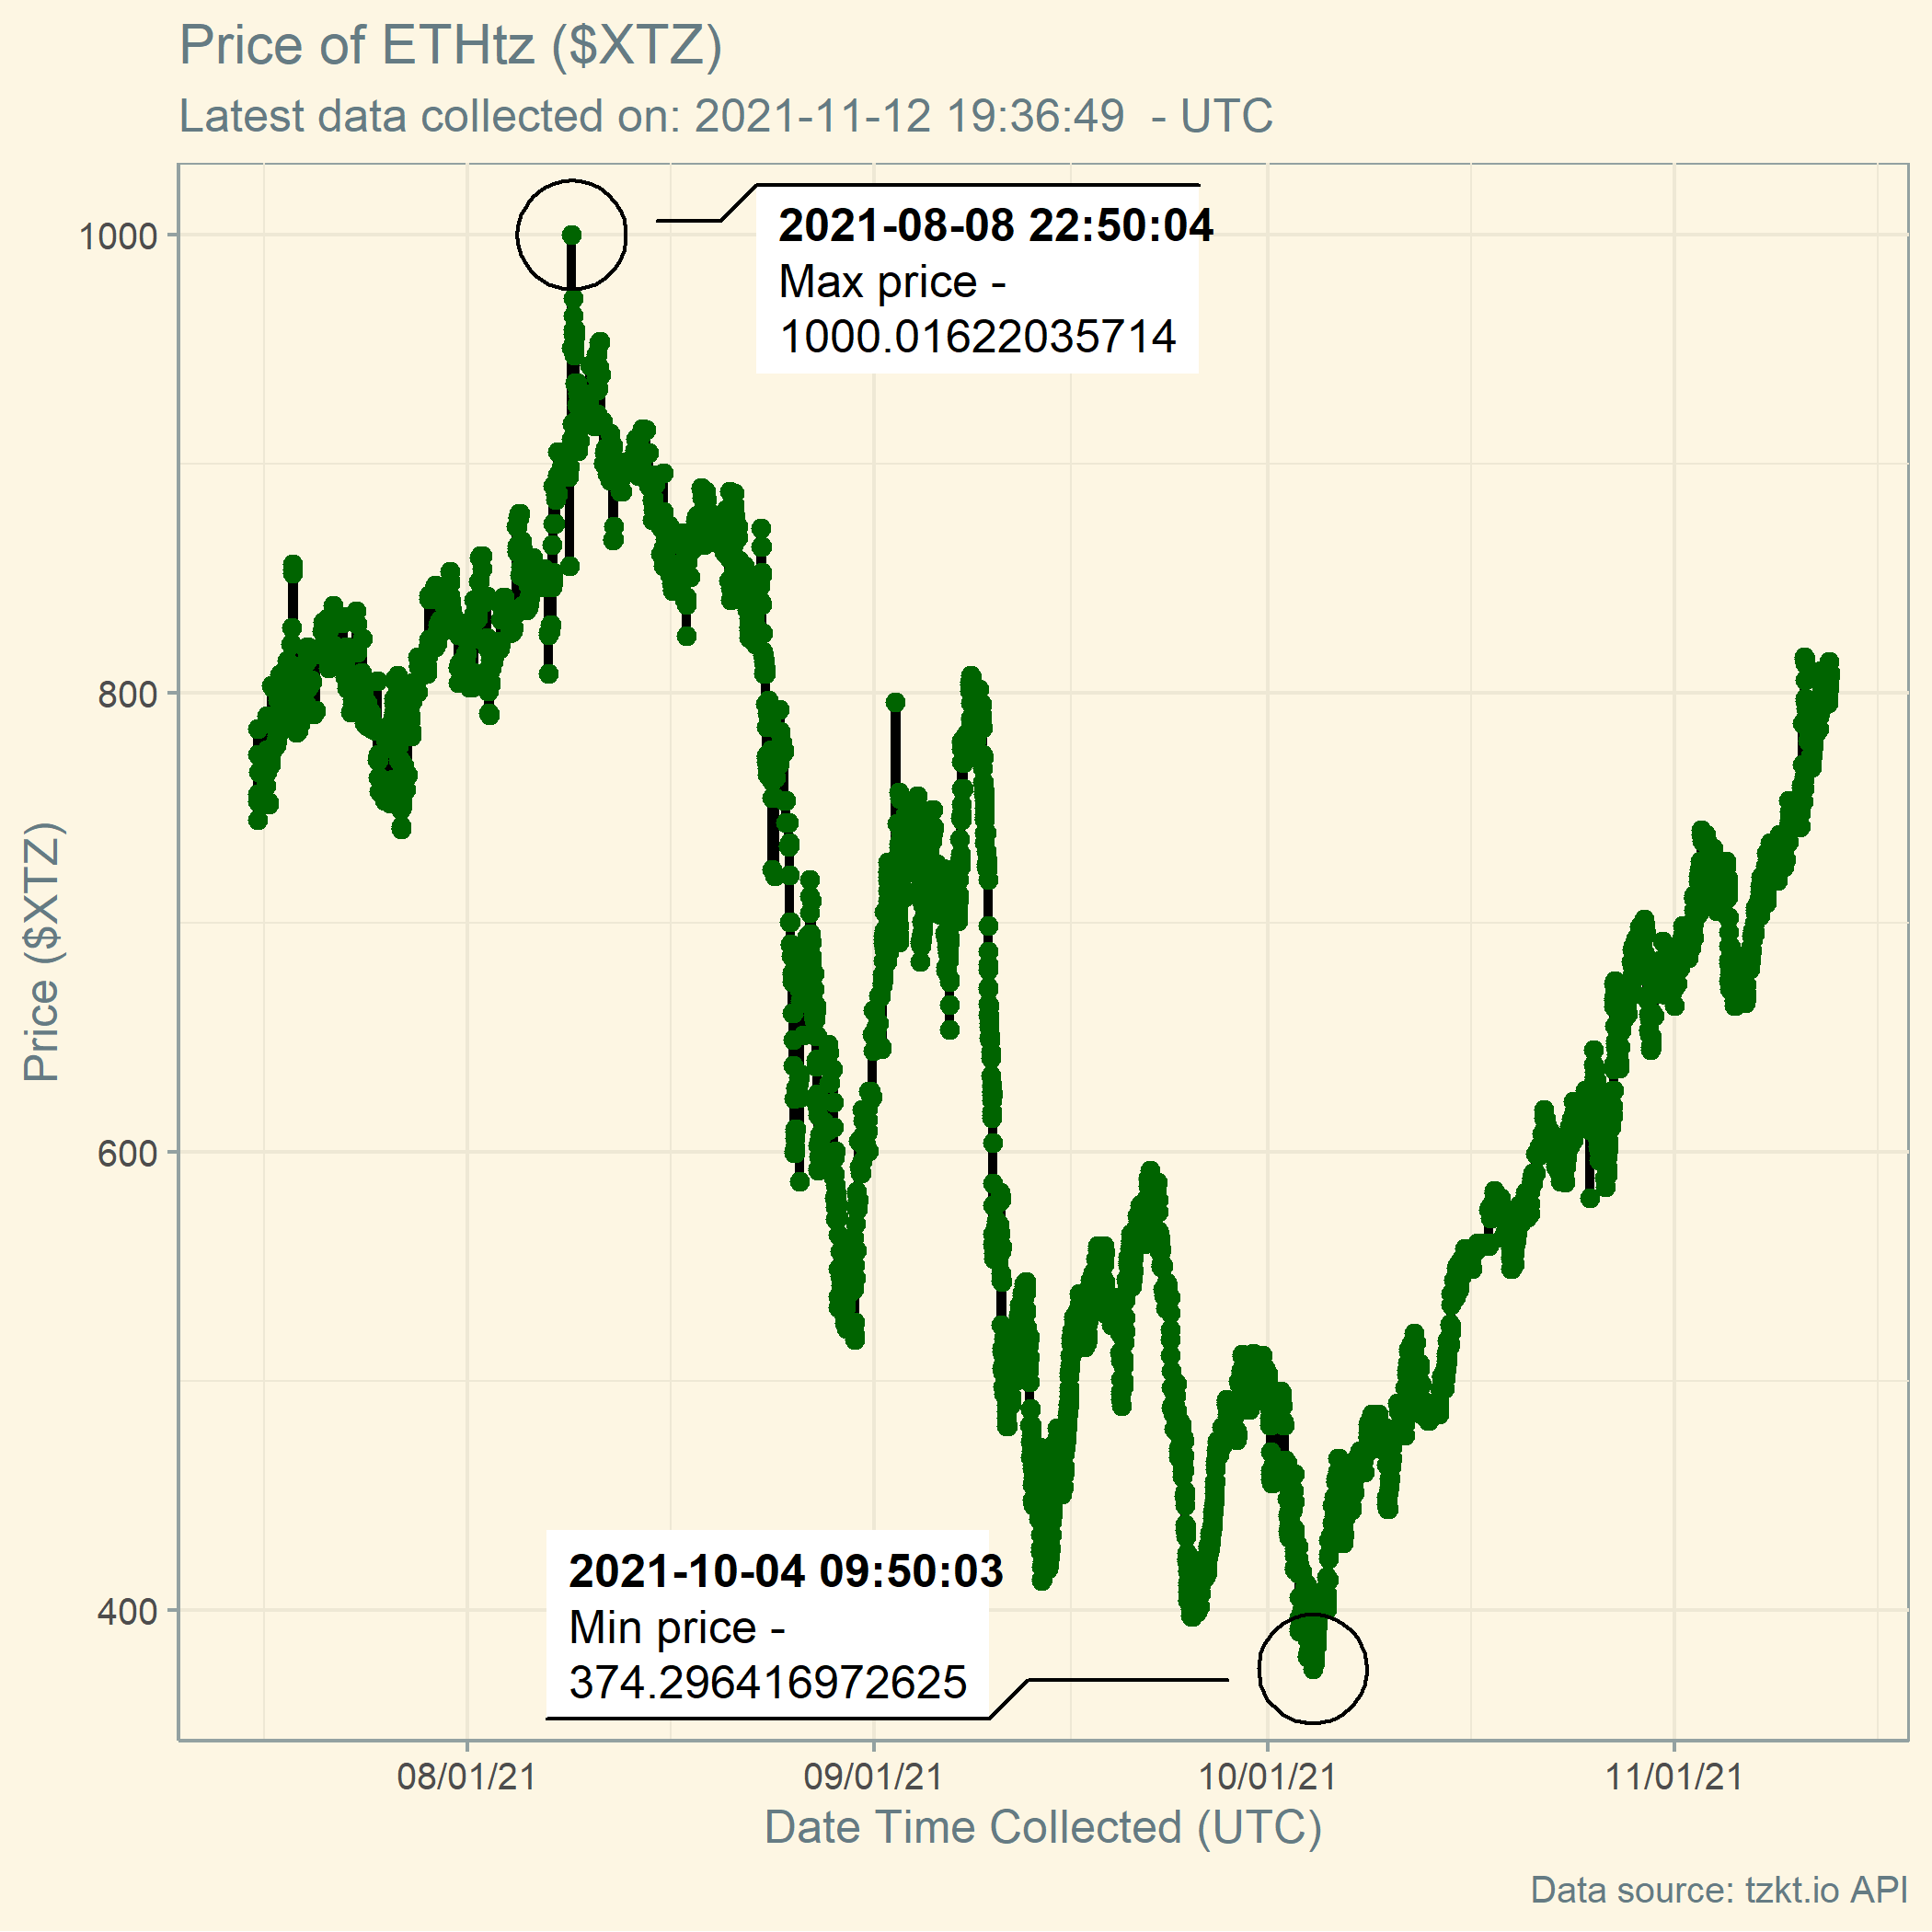 Price of ETHtz ($XTZ)
Latest data collected on: 2021-11-12 19:36:49  - UTC
2021-08-08 22:50:04
Max price -
1000.01622035714
1000
800
600
400
Price ($XTZ)
2021-10-04 09:50:03
Min price -
374.296416972625
08/01/21
09/01/21
10/01/21
11/01/21
Date Time Collected (UTC)
Data source: tzkt.io API